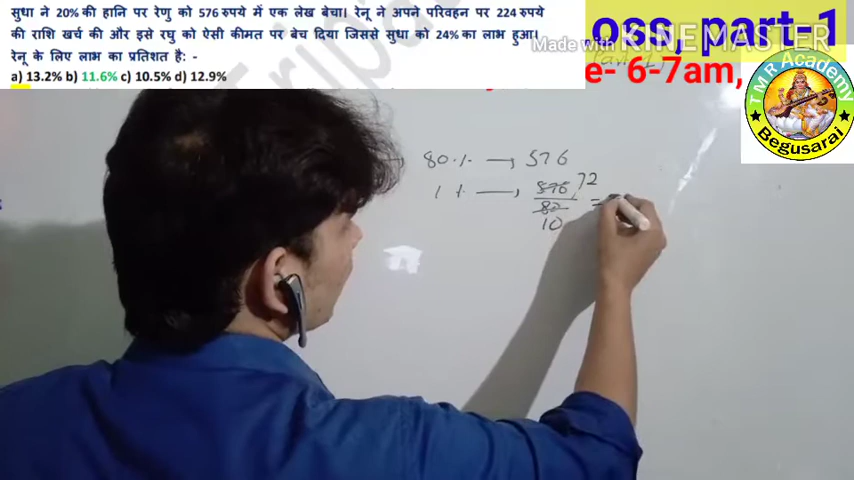 सुधा ने 20% की हानि पर रेणु को 576 रुपये में एक लेख बेचा। रेनू ने अपने परिवहन पर 224 रुपये
की राशि खर्च की और इसे रघु को ऐसी कीमत पर बेच दिया जिससे सुधा को 24% का लाभ हुआ।
रेनू के लिए लाभ का प्रतिशत है: -
a) 13.2% b) 11.6% c) 10.5% d) 12.9%
oss, part-1
Made with KINEMASTER
e- 6-7am,
TMR Academy
Begusarai
80% → 576
1% → 576 72
80
10
=